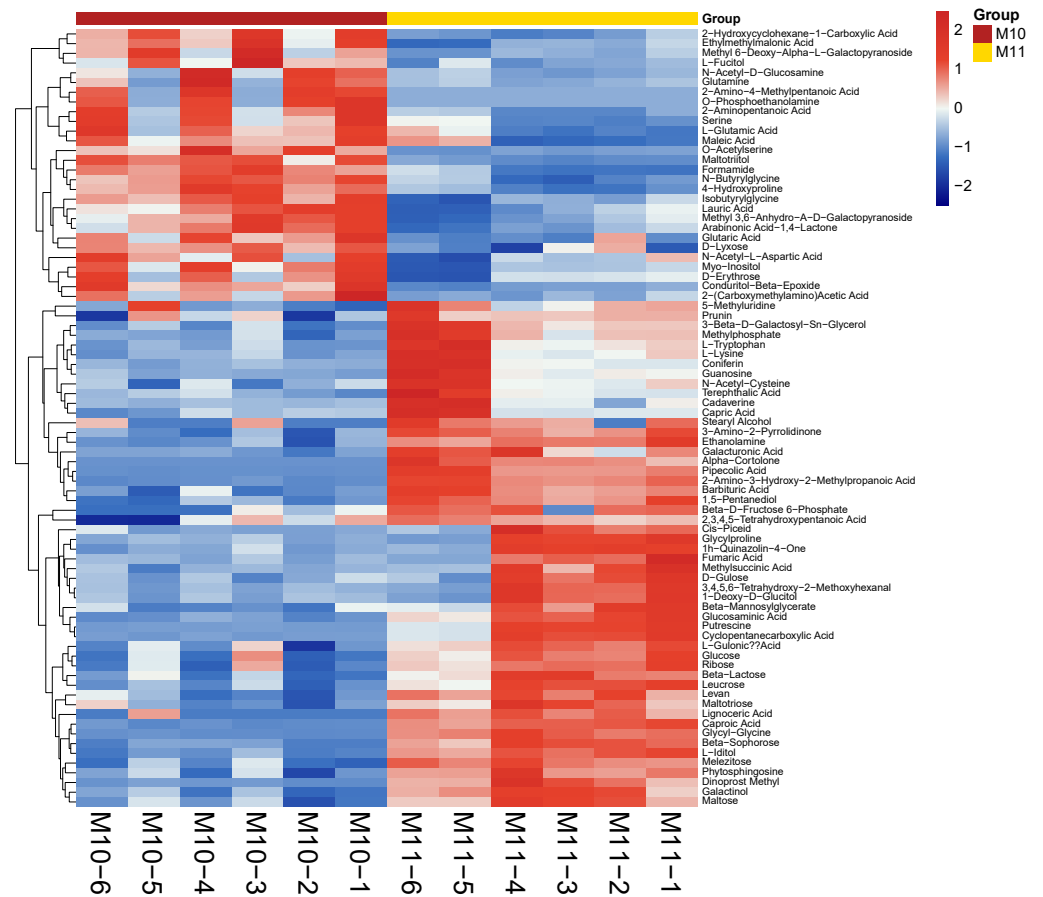 Group
2−Hydroxycyclohexane−1−Carboxylic Acid
Ethylmethylmalonic Acid
Methyl 6−Deoxy−Alpha−L−Galactopyranoside
L−Fucitol
N−Acetyl−D−Glucosamine
Glutamine
2−Amino−4−Methylpentanoic Acid
O−Phosphoethanolamine
2−Aminopentanoic Acid
Serine
L−Glutamic Acid
Maleic Acid
O−Acetylserine
Maltotriitol
Formamide
N−Butyrylglycine
4−Hydroxyproline
Isobutyrylglycine
Lauric Acid
Methyl 3,6−Anhydro−A−D−Galactopyranoside
Arabinonic Acid−1,4−Lactone
Glutaric Acid
D−Lyxose
N−Acetyl−L−Aspartic Acid
Myo−Inositol
D−Erythrose
Conduritol−Beta−Epoxide
2−(Carboxymethylamino)Acetic Acid
5−Methyluridine
Prunin
3−Beta−D−Galactosyl−Sn−Glycerol
Methylphosphate
L−Tryptophan
L−Lysine
Coniferin
Guanosine
N−Acetyl−Cysteine
Terephthalic Acid
Cadaverine
Capric Acid
Stearyl Alcohol
3−Amino−2−Pyrrolidinone
Ethanolamine
Galacturonic Acid
Alpha−Cortolone
Pipecolic Acid
2−Amino−3−Hydroxy−2−Methylpropanoic Acid
Barbituric Acid
1,5−Pentanediol
Beta−D−Fructose 6−Phosphate
2,3,4,5−Tetrahydroxypentanoic Acid
Cis−Piceid
Glycylproline
1h−Quinazolin−4−One
Fumaric Acid
Methylsuccinic Acid
D−Gulose
3,4,5,6−Tetrahydroxy−2−Methoxyhexanal
1−Deoxy−D−Glucitol
Beta−Mannosylglycerate
Glucosaminic Acid
Putrescine
Cyclopentanecarboxylic Acid
L−Gulonic??Acid
Glucose
Ribose
Beta−Lactose
Leucrose
Levan
Maltotriose
Lignoceric Acid
Caproic Acid
Glycyl−Glycine
Beta−Sophorose
L−Iditol
Melezitose
Phytosphingosine
Dinoprost Methyl
Galactinol
Maltose
M10−6
M10−5
M10−4
M10−3
M10−2
M10−1
M11−6
M11−5
M11−4
M11−3
M11−2
M11−1
2
1
0
−1
−2
Group
M10
M11